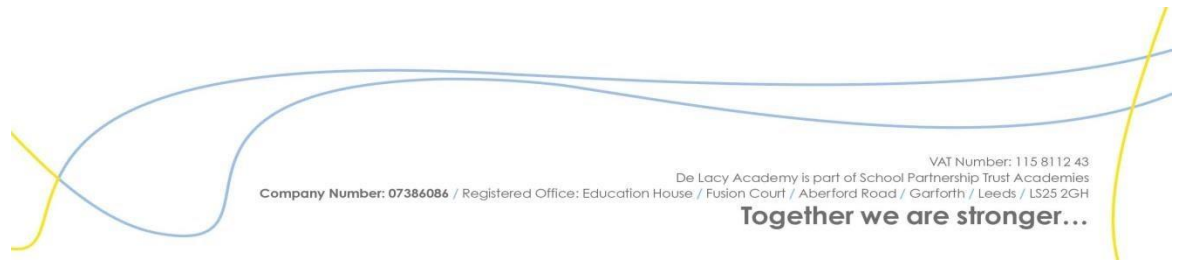 VAT Number: 115 8112 43
De Lacy Academy is part of School Partnership Trust Academies
Company Number: 07386086 / Registered Office: Education House / Fusion Court / Aberford Road / Garforth / Leeds / LS25 2GH
Together we are stronger...